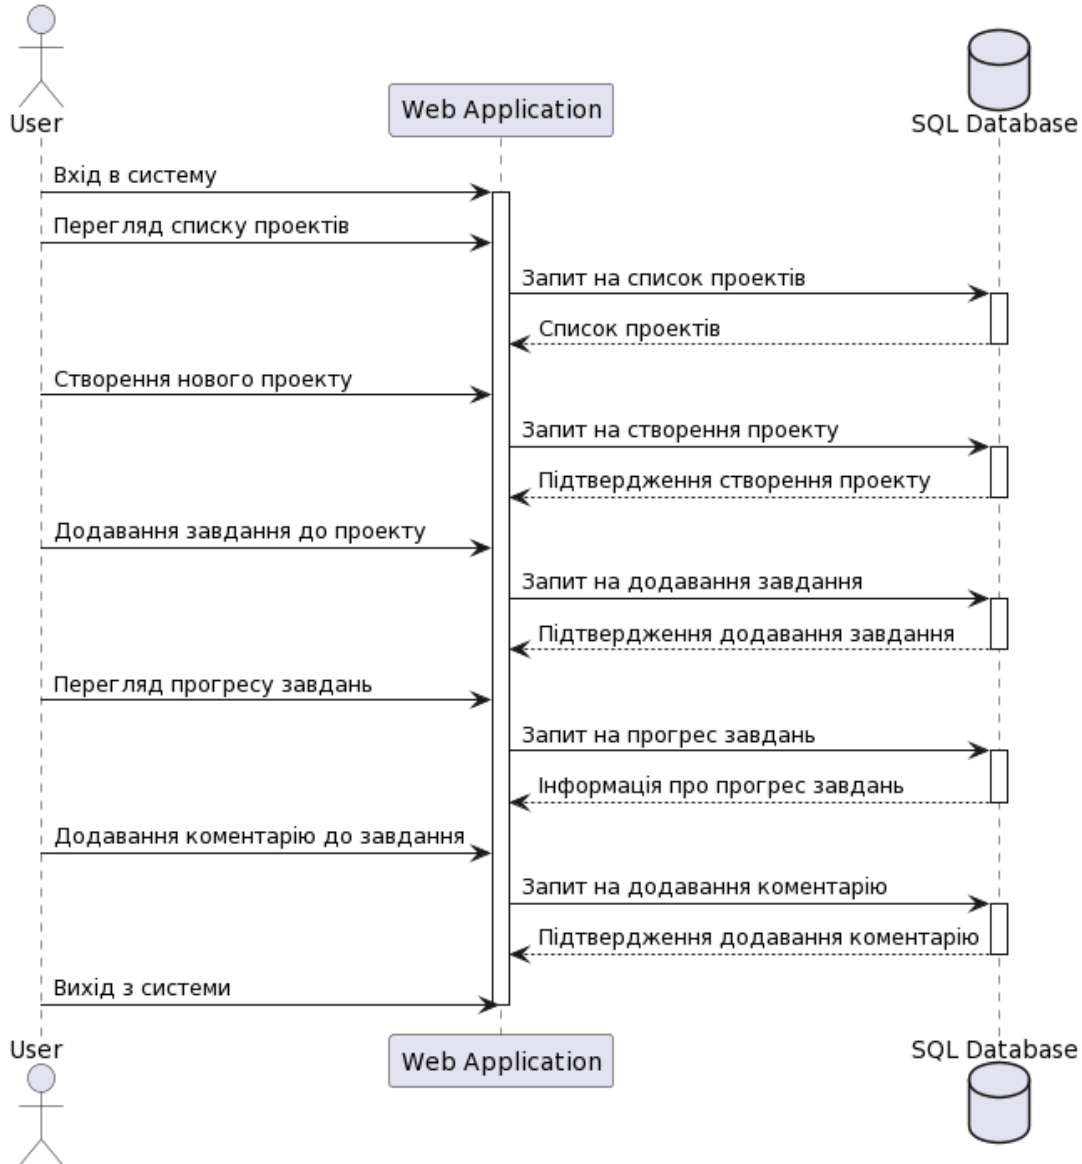 User
Web Application
SQL Database
Вхід в систему
Перегляд списку проектів
Запит на список проектів
Список проектів
Створення нового проекту
Запит на створення проекту
Підтвердження створення проекту
Додавання завдання до проекту
Запит на додавання завдання
Підтвердження додавання завдання
Перегляд прогресу завдань
Запит на прогрес завдань
Інформація про прогрес завдань
Додавання коментарію до завдання
Запит на додавання коментарію
Підтвердження додавання коментарію
Вихід з системи
User
Web Application
SQL Database